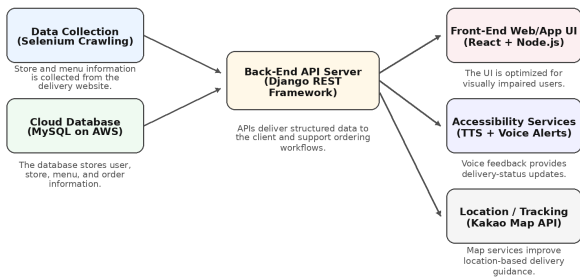 Data Collection
(Selenium Crawling)
Store and menu information
is collected from the
delivery website.
Cloud Database
(MySQL on AWS)
The database stores user,
store, menu, and order
information.
Back-End API Server
(Django REST
Framework)
APIs deliver structured data to
the client and support ordering
workflows.
Front-End Web/App UI
(React + Node.js)
The UI is optimized for
visually impaired users.
Accessibility Services
(TTS + Voice Alerts)
Voice feedback provides
delivery-status updates.
Location / Tracking
(Kakao Map API)
Map services improve
location-based delivery
guidance.